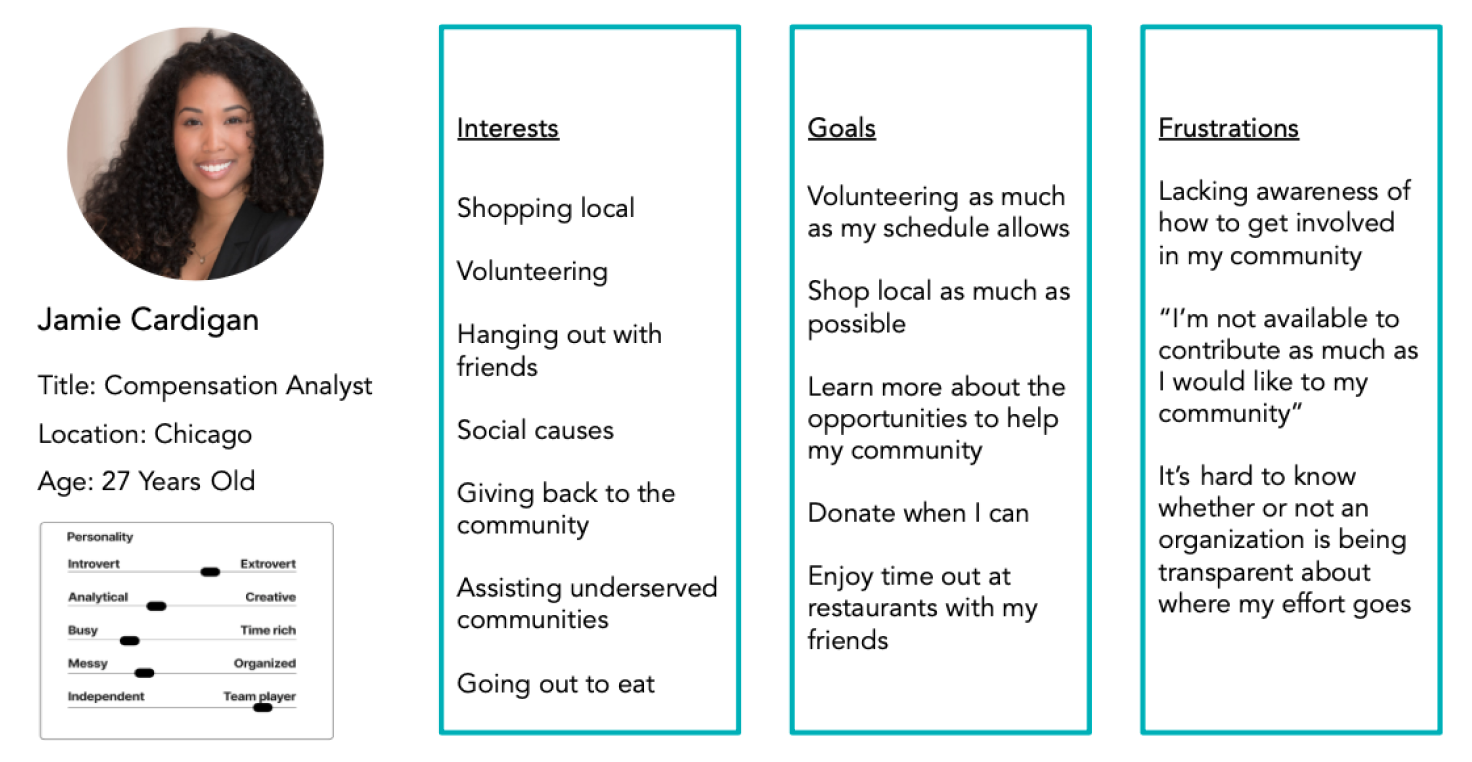 Jamie Cardigan
Title: Compensation Analyst
Location: Chicago
Age: 27 Years Old
Personality
Introvert Extrovert
Analytical Creative
Busy Time rich
Messy Organized
Independent Team player
Interests
Shopping local
Volunteering
Hanging out with
friends
Social causes
Giving back to the
community
Assisting underserved
communities
Going out to eat
Goals
Volunteering as much
as my schedule allows
Shop local as much as
possible
Learn more about the
opportunities to help
my community
Donate when I can
Enjoy time out at
restaurants with my
friends
Frustrations
Lacking awareness of
how to get involved
in my community
“I’m not available to
contribute as much as
I would like to my
community”
It’s hard to know
whether or not an
organization is being
transparent about
where my effort goes